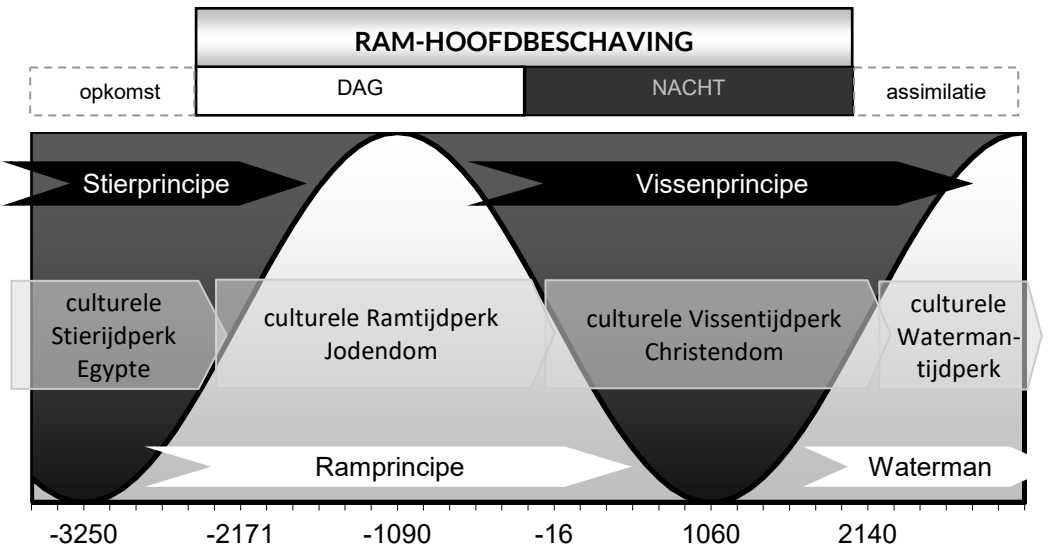 RAM-HOOFDBESCHAVING
opkomst
DAG
NACHT
assimilatie
Stierprincipe
Vissenprincipe
culturele
Stierijdperk
Egypte
culturele Ramtijdperk
Jodendom
culturele Vissentijdperk
Christendom
culturele
Waterman-
tijdperk
Ramprincipe
Waterman
-3250
-2171
-1090
-16
1060
2140